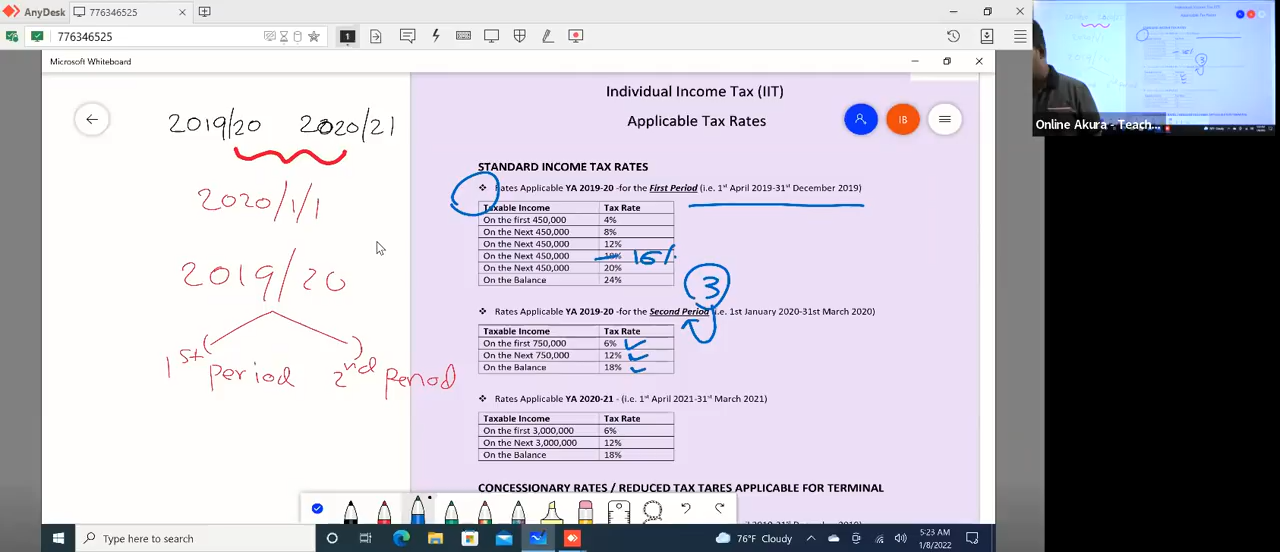 AnyDesk
776346525
776346525
1
Microsoft Whiteboard
2019/20 2020/21
2020/1/1
2019/20
1st period
2nd period
Individual Income Tax (IIT)
Applicable Tax Rates
IB
STANDARD INCOME TAX RATES
Rates Applicable YA 2019-20 -for the First Period (i.e. 1st April 2019-31st December 2019)
Taxable Income Tax Rate
On the first 450,000 4%
On the Next 450,000 8%
On the Next 450,000 12%
On the Next 450,000 16%
On the Next 450,000 20%
On the Balance 24%
3
Rates Applicable YA 2019-20 -for the Second Period (i.e. 1st January 2020-31st March 2020)
Taxable Income Tax Rate
On the first 750,000 6%
On the Next 750,000 12%
On the Balance 18%
Rates Applicable YA 2020-21 - (i.e. 1st April 2021-31st March 2021)
Taxable Income Tax Rate
On the first 3,000,000 6%
On the Next 3,000,000 12%
On the Balance 18%
CONCESSIONARY RATES / REDUCED TAX TARES APPLICABLE FOR TERMINAL
Online Akura - Teach...
Type here to search
76°F Cloudy
5:23 AM
1/8/2022